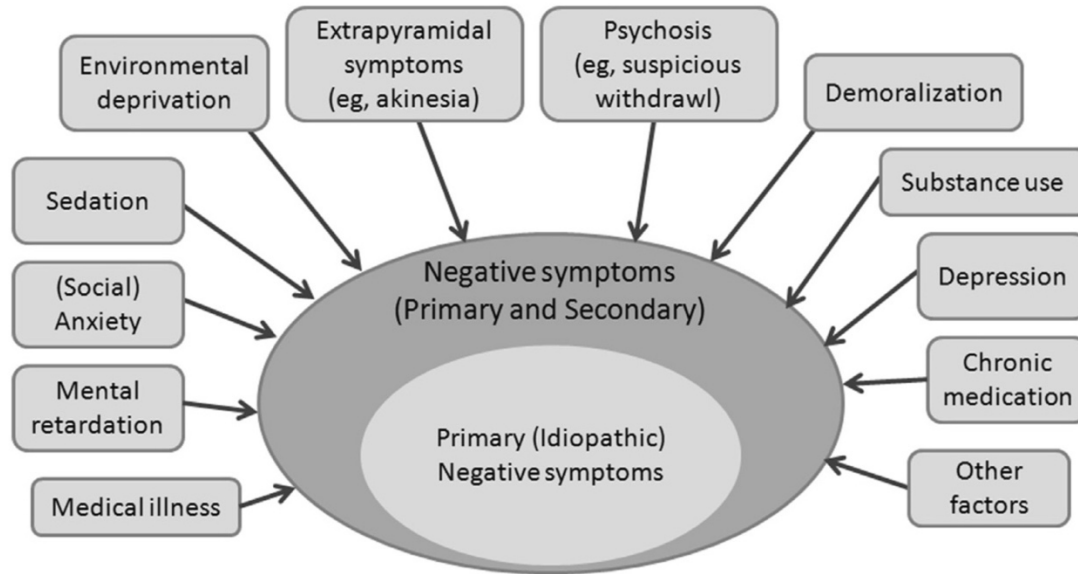 Environmental
deprivation
Extrapyramidal
symptoms
(eg, akinesia)
Psychosis
(eg, suspicious
withdrawl)
Demoralization
Sedation
Substance use
(Social)
Anxiety
Depression
Mental
retardation
Chronic
medication
Medical illness
Other
factors
Negative symptoms
(Primary and Secondary)
Primary (Idiopathic)
Negative symptoms